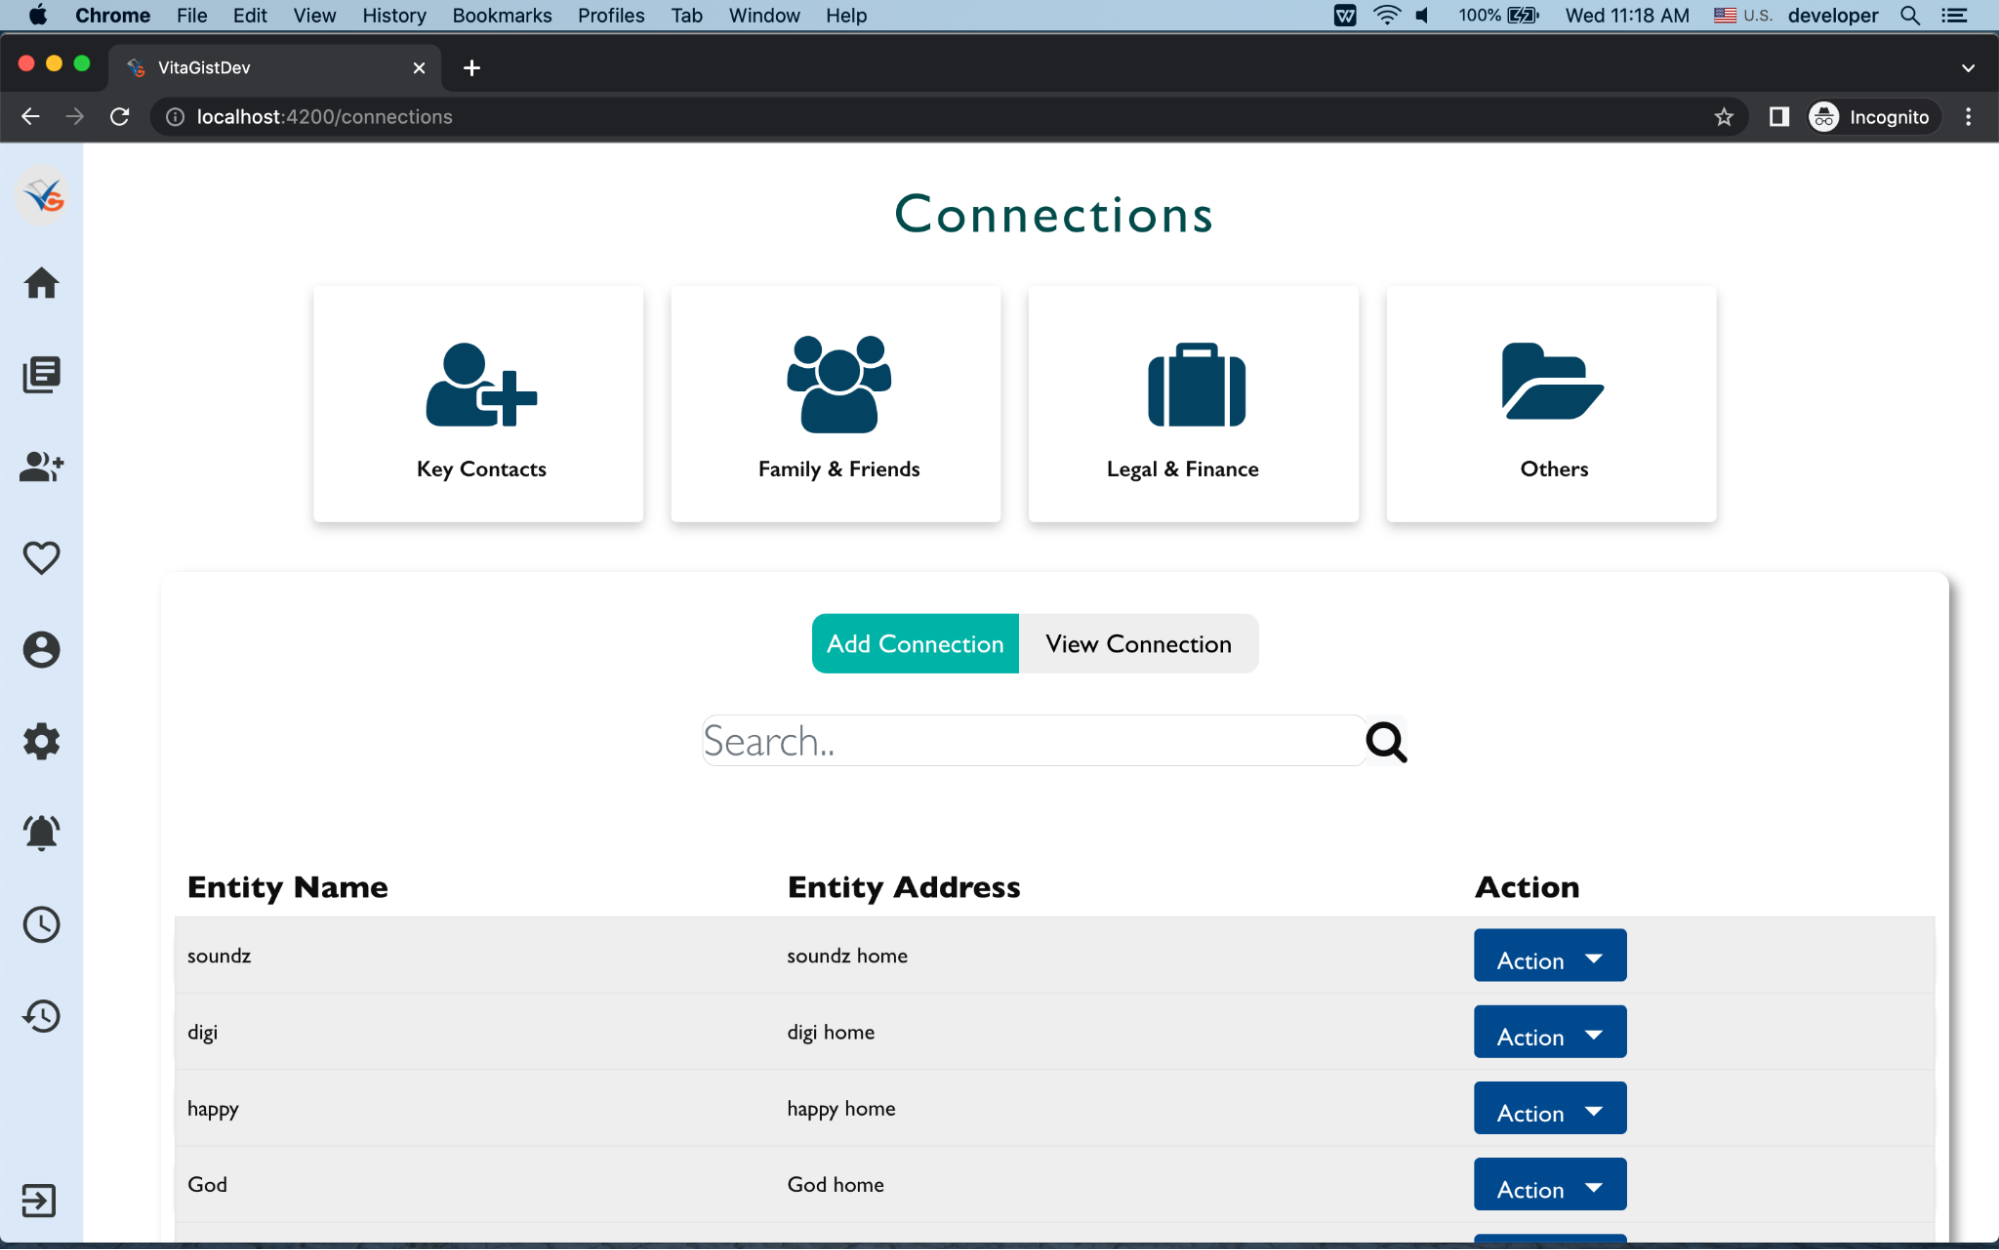 Chrome File Edit View History Bookmarks Profiles Tab Window Help 100% Wed 11:18 AM U.S. developer
VitaGistDev
localhost:4200/connections Incognito
Connections
Key Contacts Family & Friends Legal & Finance Others
Add Connection View Connection
Search..
Entity Name Entity Address Action
soundz soundz home Action
digi digi home Action
happy happy home Action
God God home Action